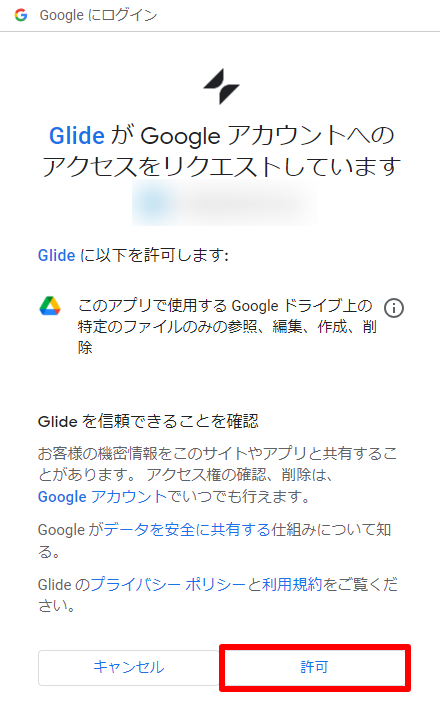 Google にログイン
Glide が Google アカウントへの
アクセスをリクエストしています
Glide に以下を許可します:
このアプリで使用する Google ドライブ上の
特定のファイルのみの参照、編集、作成、削
除
Glide を信頼できることを確認
お客様の機密情報をこのサイトやアプリと共有するこ
とがあります。 アクセス権の確認、削除は、
Google アカウントでいつでも行えます。
Google がデータを安全に共有する仕組みについて知
る。
Glide のプライバシー ポリシーと利用規約をご覧くだ
さい。
キャンセル
許可